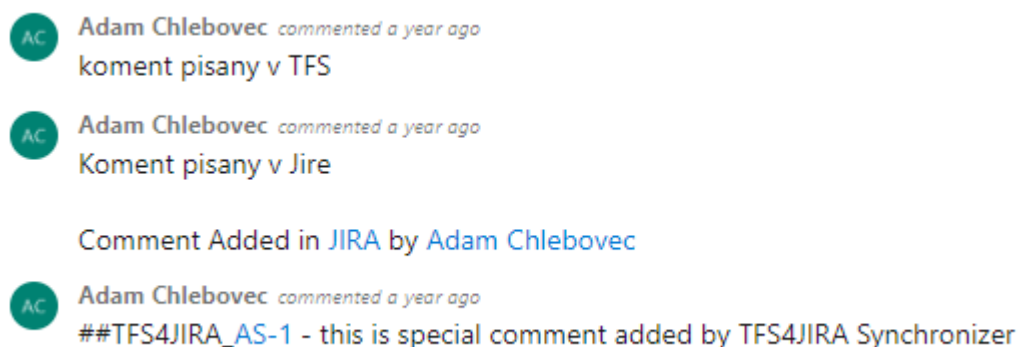 AC
Adam Chlebovec commented a year ago
koment pisany v TFS
AC
Adam Chlebovec commented a year ago
Koment pisany v Jire
Comment Added in JIRA by Adam Chlebovec
AC
Adam Chlebovec commented a year ago
##TFS4JIRA_AS-1 - this is special comment added by TFS4JIRA Synchronizer